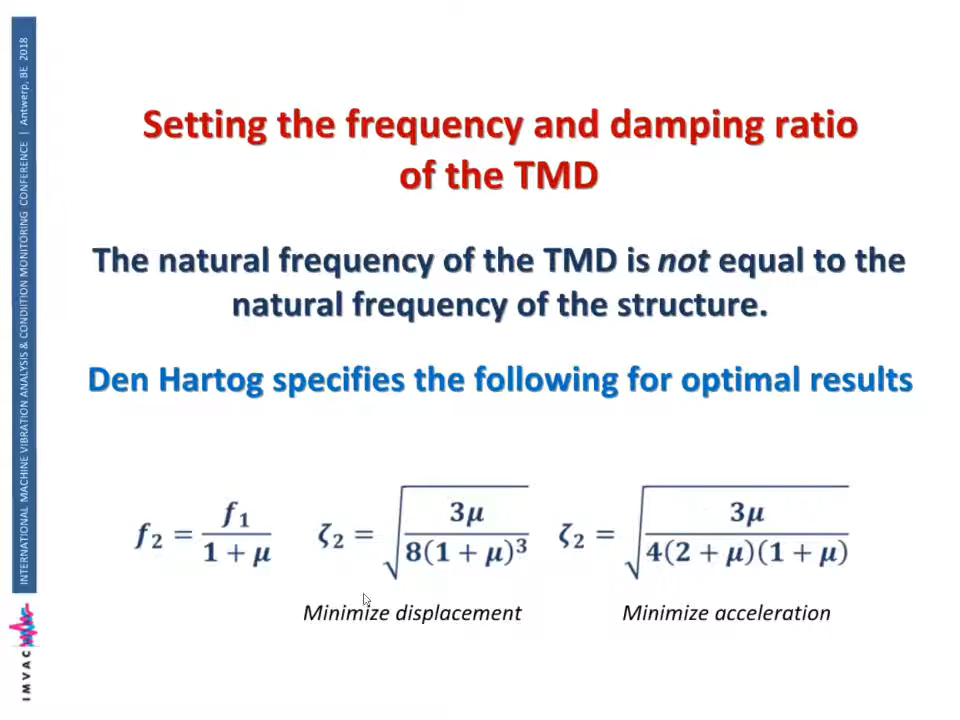 Setting the frequency and damping ratio
of the TMD
The natural frequency of the TMD is not equal to the
natural frequency of the structure.
Den Hartog specifies the following for optimal results
f₂ = f₁ / (1 + μ)   ζ₂ = √(3μ / 8(1 + μ)³)   ζ₂ = √(3μ / 4(2 + μ)(1 + μ))
Minimize displacement   Minimize acceleration
INTERNATIONAL MACHINE VIBRATION ANALYSIS & CONDITION MONITORING CONFERENCE | Antwerp, BE 2018
IMVAC